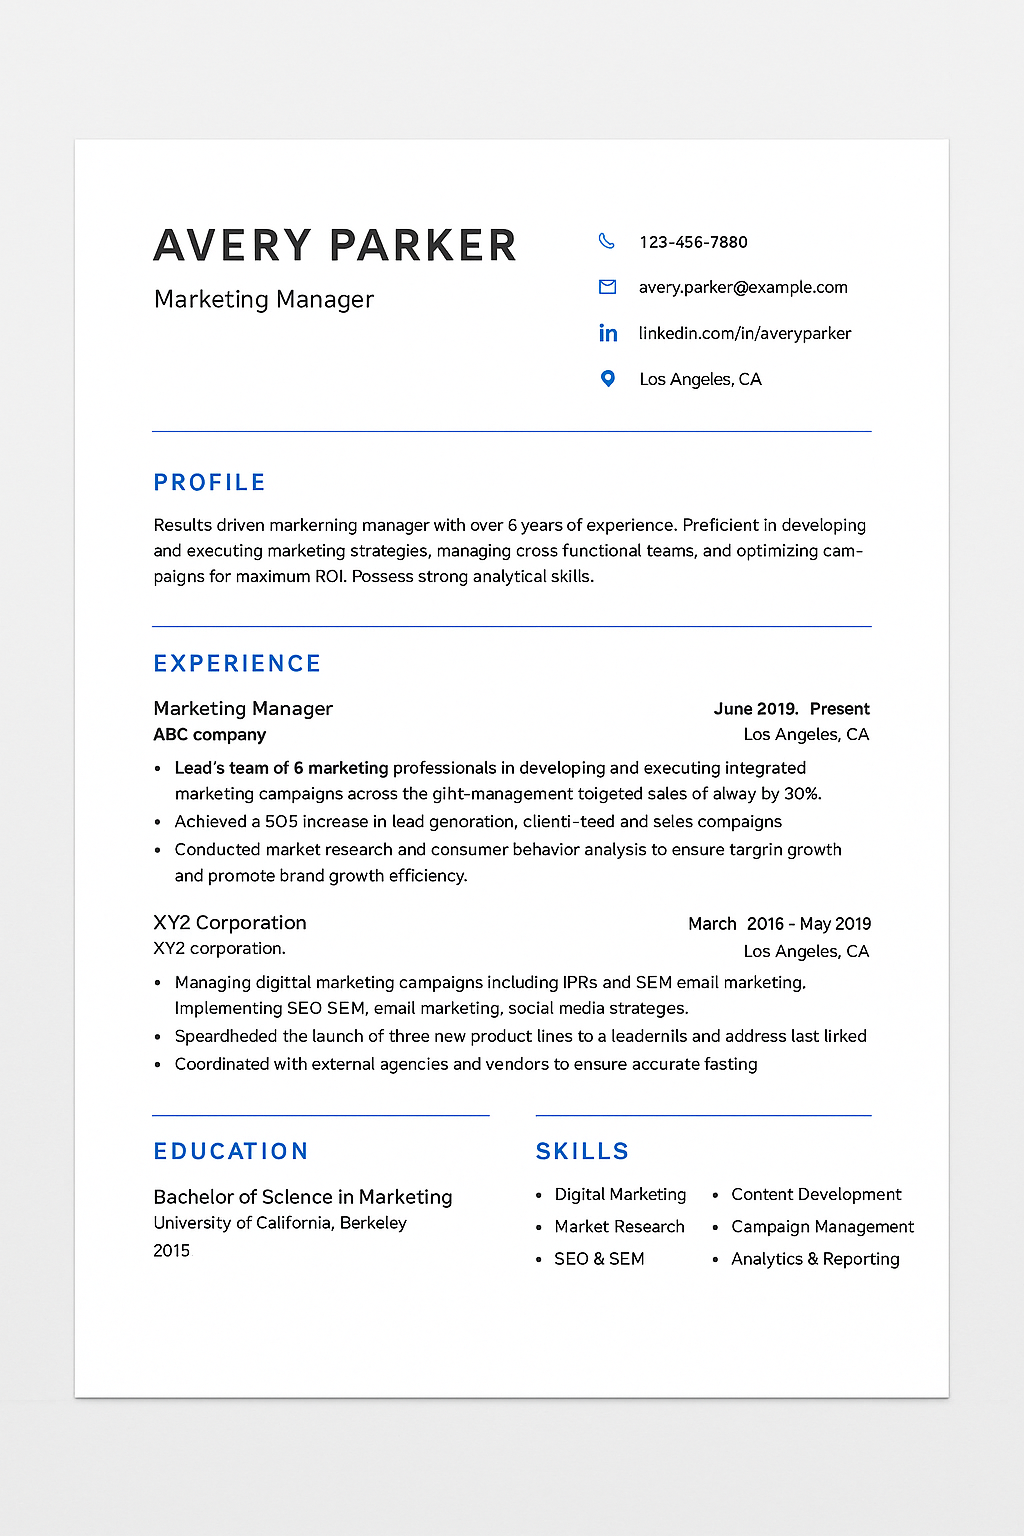 AVERY PARKER
Marketing Manager
123-456-7880
avery.parker@example.com
in linkedin.com/in/averyparker
Los Angeles, CA
PROFILE
Results driven markerning manager with over 6 years of experience. Preficient in developing
and executing marketing strategies, managing cross functional teams, and optimizing cam-
paigns for maximum ROI. Possess strong analytical skills.
EXPERIENCE
Marketing Manager June 2019. Present
ABC company Los Angeles, CA
• Lead's team of 6 marketing professionals in developing and executing integrated
marketing campaigns across the giht-management toigeted sales of alway by 30%.
• Achieved a 505 increase in lead genoration, clienti-teed and seles compaigns
• Conducted market research and consumer behavior analysis to ensure targrin growth
and promote brand growth efficiency.
XY2 Corporation March 2016 - May 2019
XY2 corporation. Los Angeles, CA
• Managing digittal marketing campaigns including IPRs and SEM email marketing.
Implementing SEO SEM, email marketing, social media strateges.
• Speardheded the launch of three new product lines to a leadernils and address last lirked
• Coordinated with external agencies and vendors to ensure accurate fasting
EDUCATION
Bachelor of Sclence in Marketing
University of California, Berkeley
2015
SKILLS
• Digital Marketing • Content Development
• Market Research • Campaign Management
• SEO & SEM • Analytics & Reporting